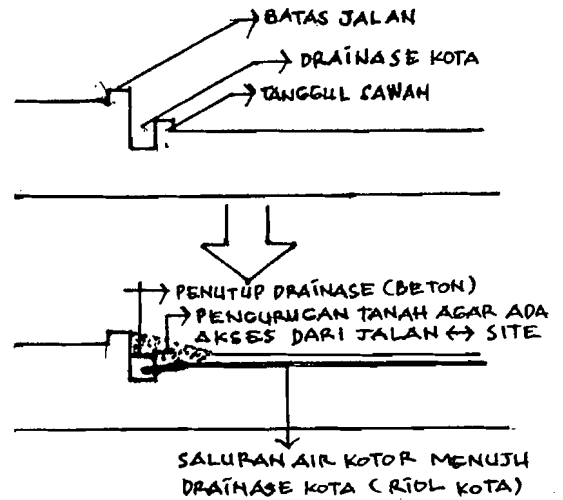 BATAS JALAN
DRAINASE KOTA
TANGGUL SAWAH
PENUTUP DRAINASE (BETON)
PENGURUGAN TANAH AGAR ADA
AKSES DARI JALAN ↔ SITE
SALURAN AIR KOTOR MENUJU
DRAINASE KOTA (RIOL KOTA)